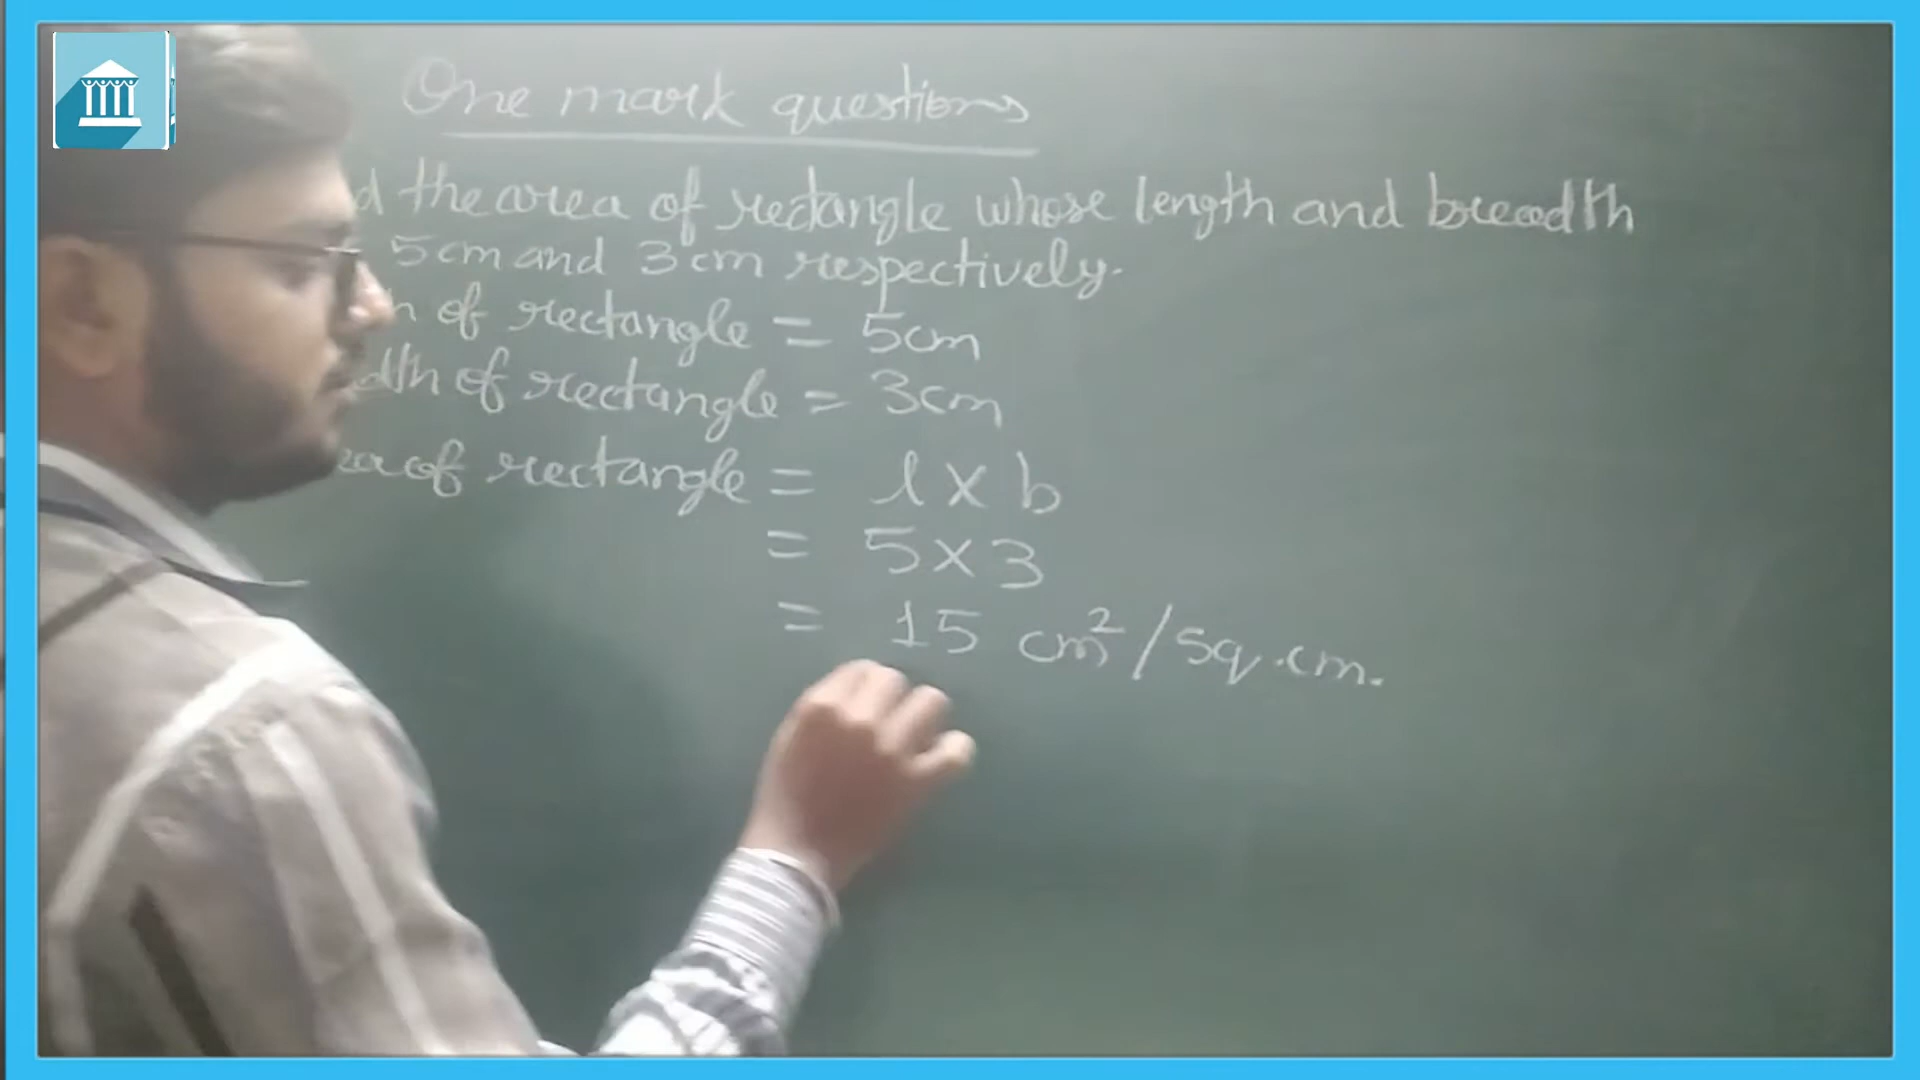 One mark questions
the area of rectangle whose length and breadth
5cm and 3cm respectively.
of rectangle = 5cm
of rectangle = 3cm
of rectangle = l x b
= 5 x 3
= 15 cm² / sq. cm.